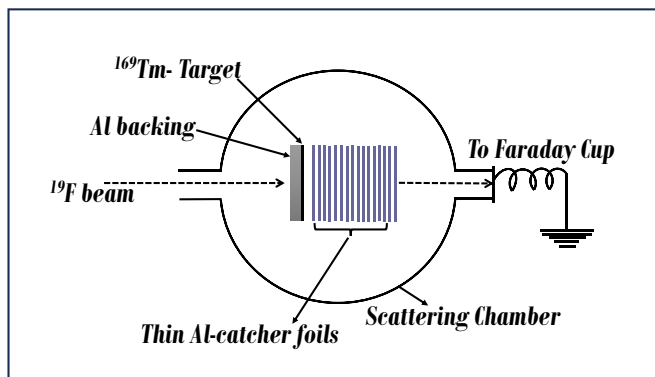 ¹⁶⁹Tm- Target
Al backing
To Faraday Cup
¹⁹F beam
Scattering Chamber
Thin Al-catcher foils